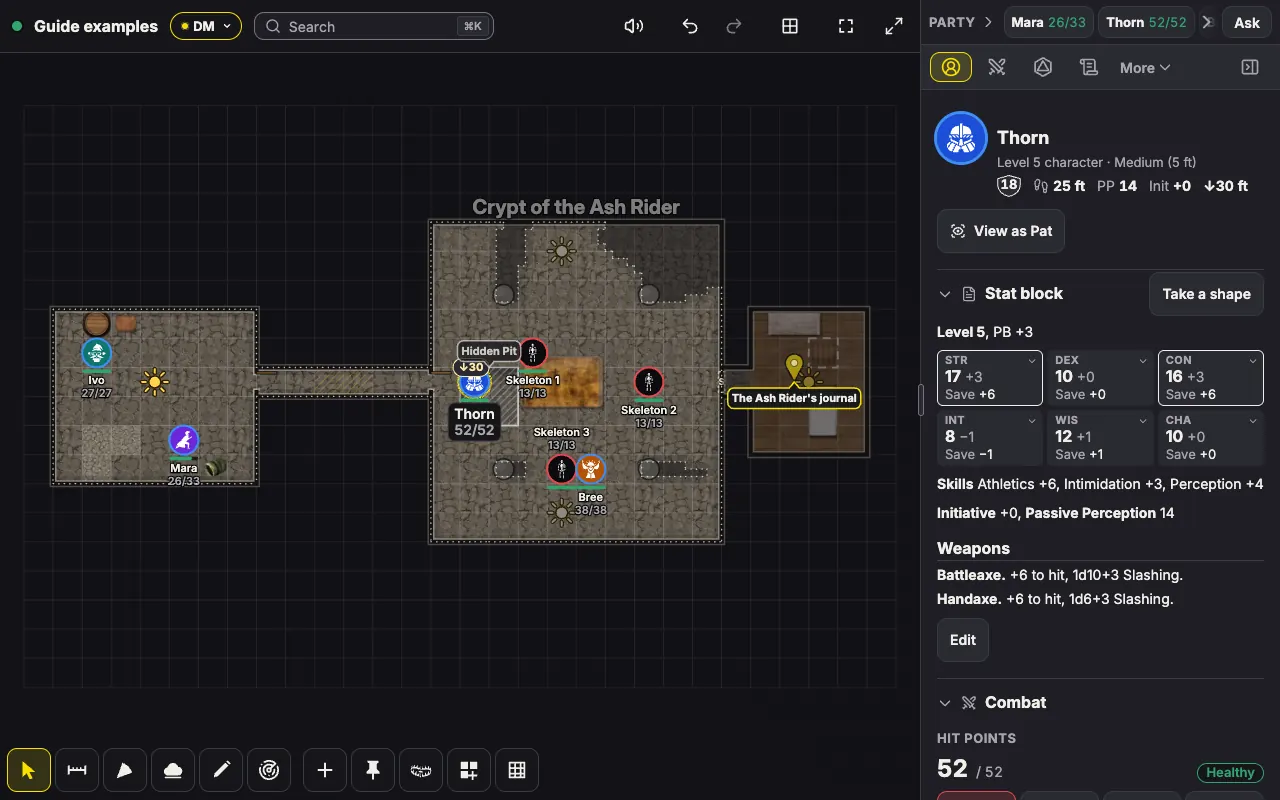 Guide examples
DM
Search
⌘K
PARTY
Mara 26/33
Thorn 52/52
Ask
More
Thorn
Level 5 character · Medium (5 ft)
18
25 ft
PP 14
Init +0
↓30 ft
View as Pat
Stat block
Take a shape
Level 5, PB +3
STR
17 +3
Save +6
DEX
10 +0
Save +0
CON
16 +3
Save +6
INT
8 −1
Save −1
WIS
12 +1
Save +1
CHA
10 +0
Save +0
Skills Athletics +6, Intimidation +3, Perception +4
Initiative +0, Passive Perception 14
Weapons
Battleaxe. +6 to hit, 1d10+3 Slashing.
Handaxe. +6 to hit, 1d6+3 Slashing.
Edit
Combat
HIT POINTS
52 / 52
Healthy
Crypt of the Ash Rider
Ivo
27/27
Mara
26/33
Hidden Pit
↓30
Thorn
52/52
Skeleton 1
13/13
Skeleton 2
13/13
Skeleton 3
13/13
Bree
38/38
S
The Ash Rider's journal